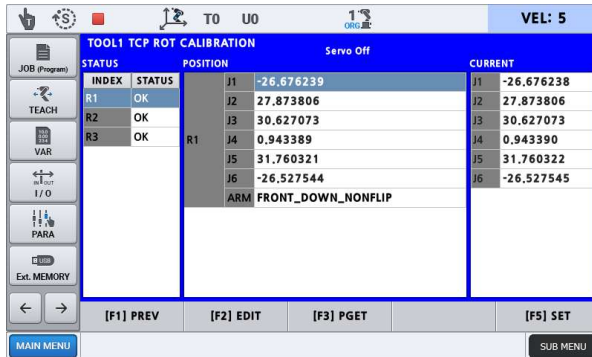 T0 U0 1 ORG VEL: 5
TOOL1 TCP ROT CALIBRATION Servo Off
STATUS POSITION CURRENT
INDEX STATUS
R1 OK
R2 OK
R3 OK
R1
J1 -26,676239
J2 27,873806
J3 30,627073
J4 0,943389
J5 31,760321
J6 -26,527544
ARM FRONT_DOWN_NONFLIP
J1 -26,676238
J2 27,873806
J3 30,627073
J4 0,943390
J5 31,760322
J6 -26,527545
JOB (Program)
TEACH
VAR
IN OUT
I/O
PARA
USB
Ext. MEMORY
[F1] PREV [F2] EDIT [F3] PGET [F5] SET
MAIN MENU SUB MENU